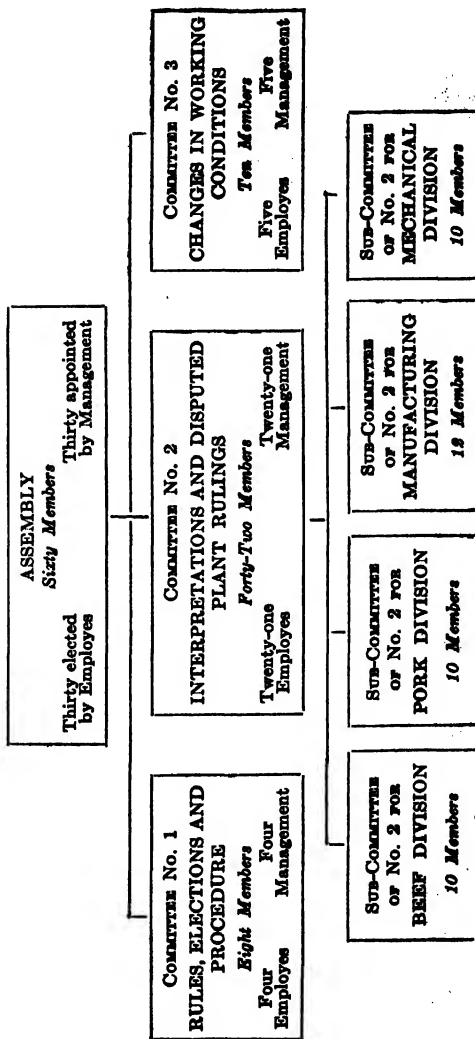 ASSEMBLY
Sixty Members
Thirty elected
by Employes
Thirty appointed
by Management
COMMITTEE No. 1
RULES, ELECTIONS AND
PROCEDURE
Eight Members
Four
Employes
Four
Management
COMMITTEE No. 2
INTERPRETATIONS AND DISPUTED
PLANT RULINGS
Forty-Two Members
Twenty-one
Employes
Twenty-one
Management
COMMITTEE No. 3
CHANGES IN WORKING
CONDITIONS
Ten Members
Five
Employes
Five
Management
SUB-COMMITTEE
OF No. 2 FOR
BEEF DIVISION
10 Members
SUB-COMMITTEE
OF No. 2 FOR
PORK DIVISION
10 Members
SUB-COMMITTEE
OF No. 2 FOR
MANUFACTURING
DIVISION
12 Members
SUB-COMMITTEE
OF No. 2 FOR
MECHANICAL
DIVISION
10 Members